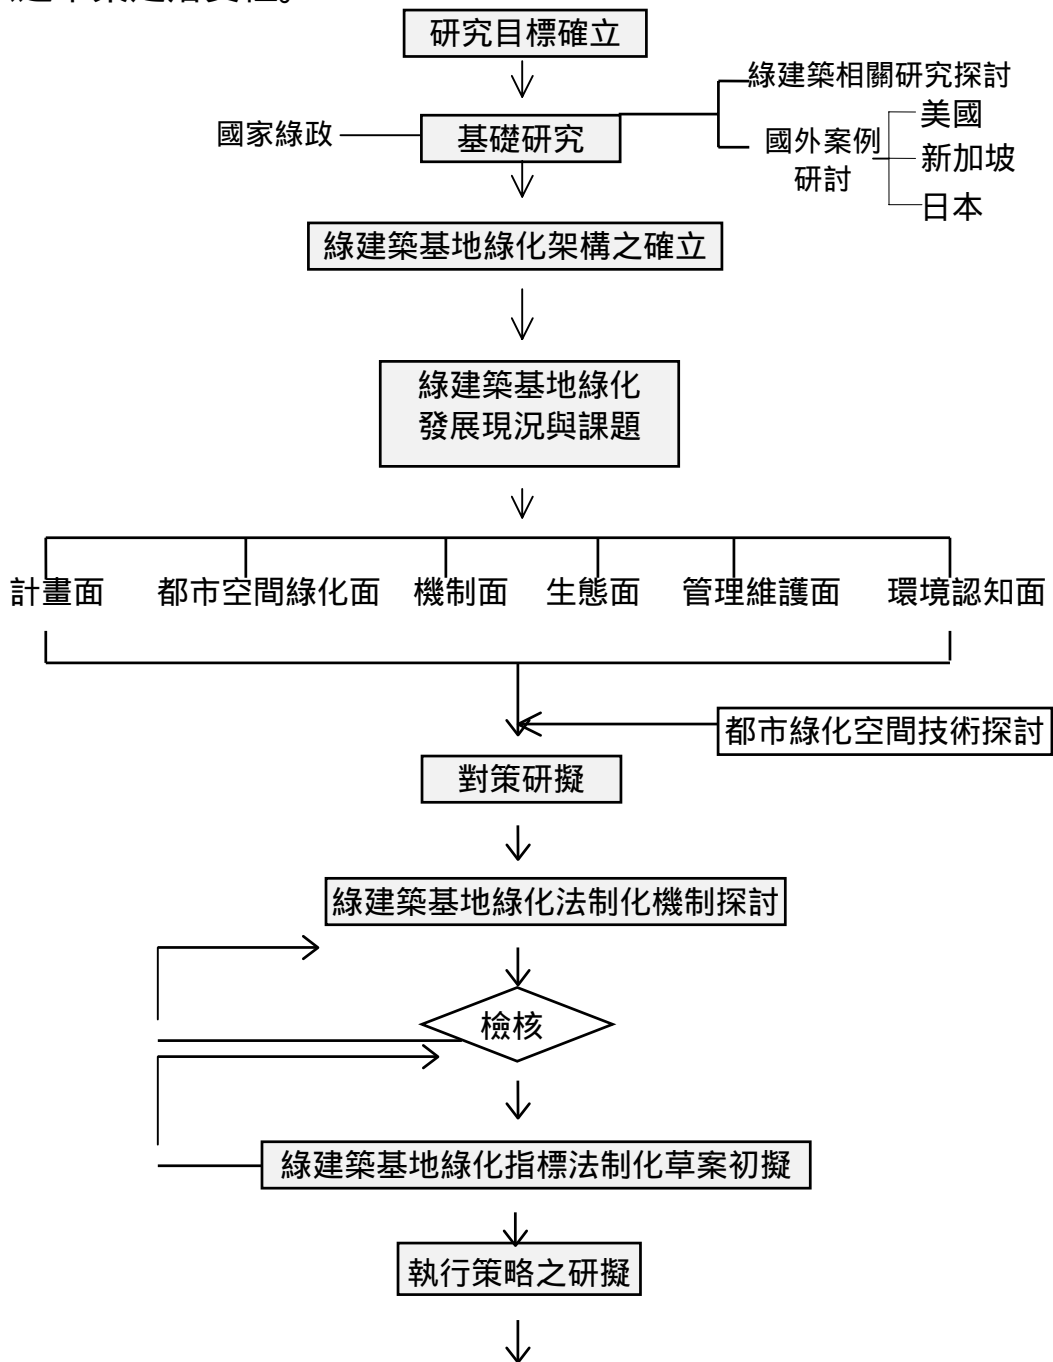 研究目標確立
綠建築相關研究探討
美國
國家綠政
基礎研究
國外案例
研討
新加坡
日本
綠建築基地綠化架構之確立
綠建築基地綠化
發展現況與課題
計畫面
都市空間綠化面
機制面
生態面
管理維護面
環境認知面
都市綠化空間技術探討
對策研擬
綠建築基地綠化法制化機制探討
檢核
綠建築基地綠化指標法制化草案初擬
執行策略之研擬